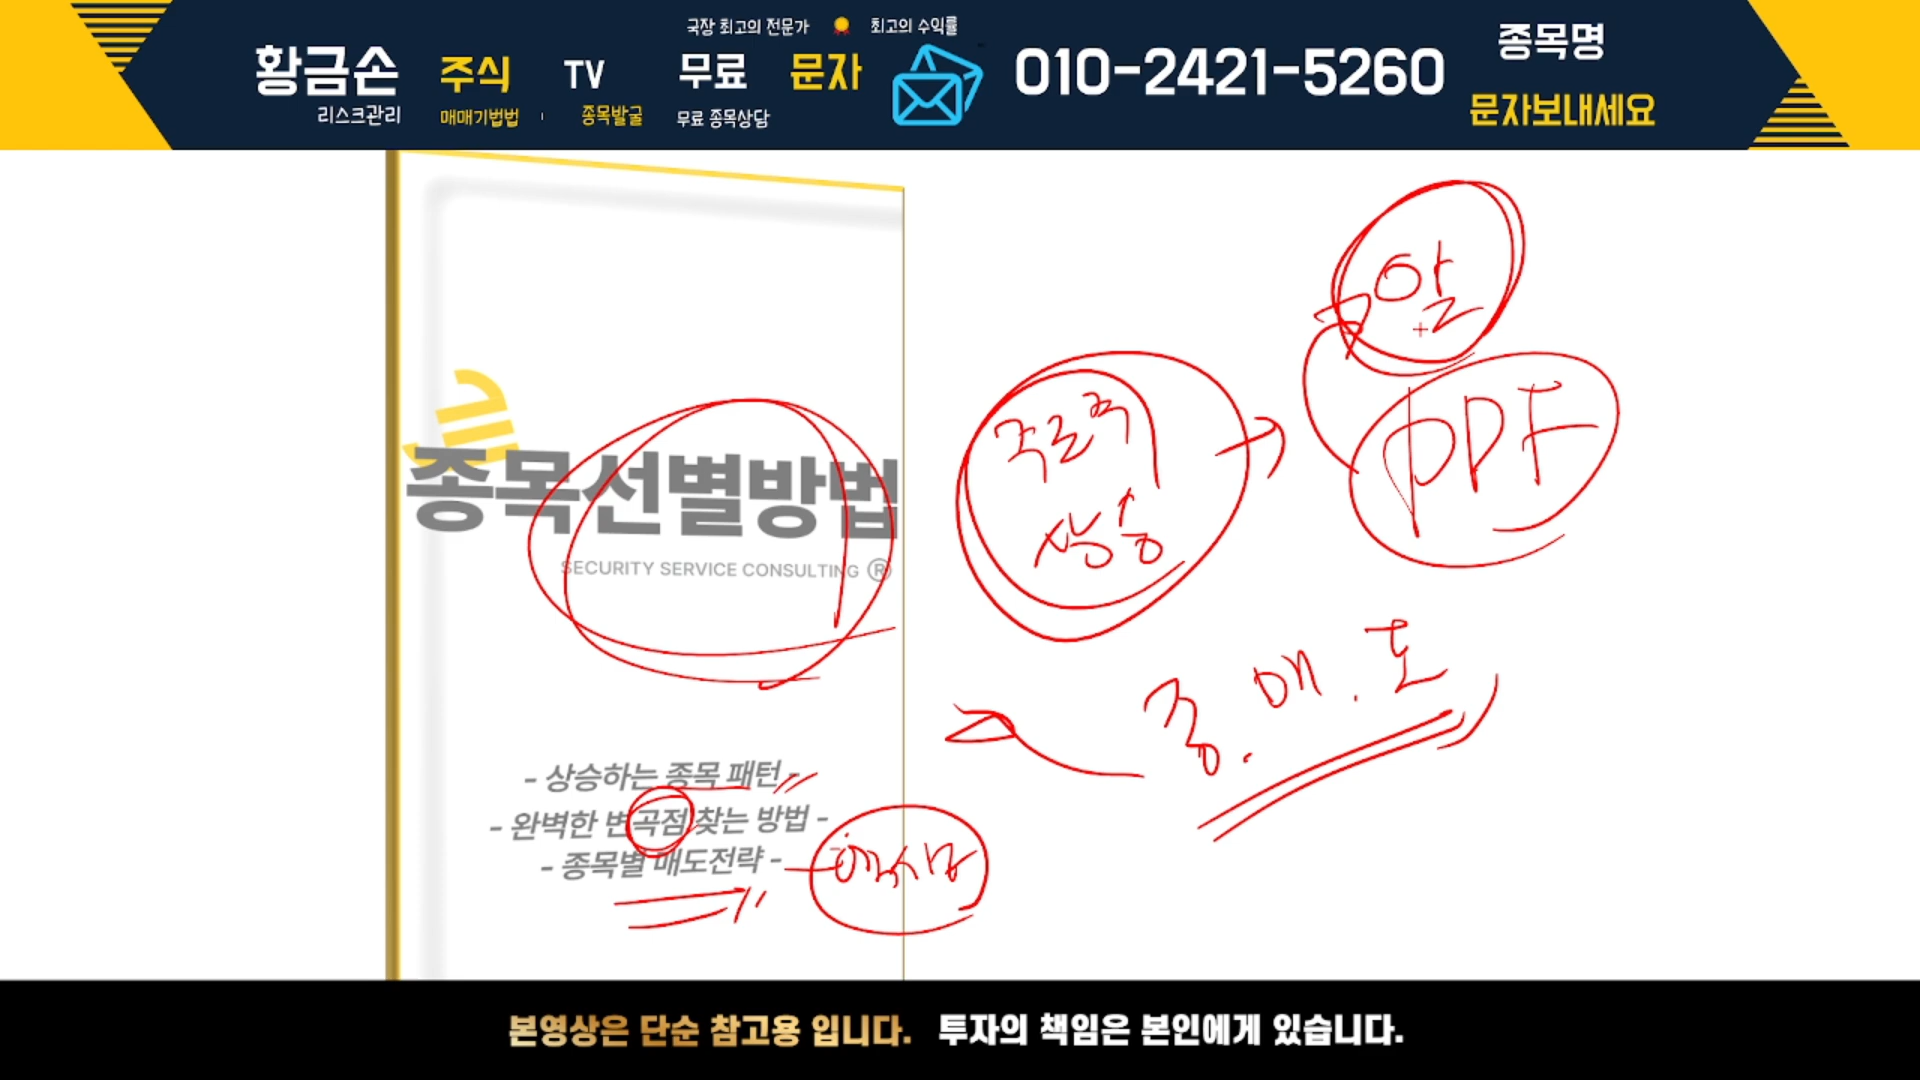 국장 최고의 전문가 최고의 수익률
황금손 주식 TV 무료 문자 010-2421-5260 종목명
리스크관리 매매기법법 종목발굴 무료 종목상담 문자보내세요
종목선별방법
SECURITY SERVICE CONSULTING ®
- 상승하는 종목 패턴 -
- 완벽한 변곡점 찾는 방법 -
- 종목별 매도전략 -
알
PDF
상승
종.매.도
본영상은 단순 참고용 입니다. 투자의 책임은 본인에게 있습니다.